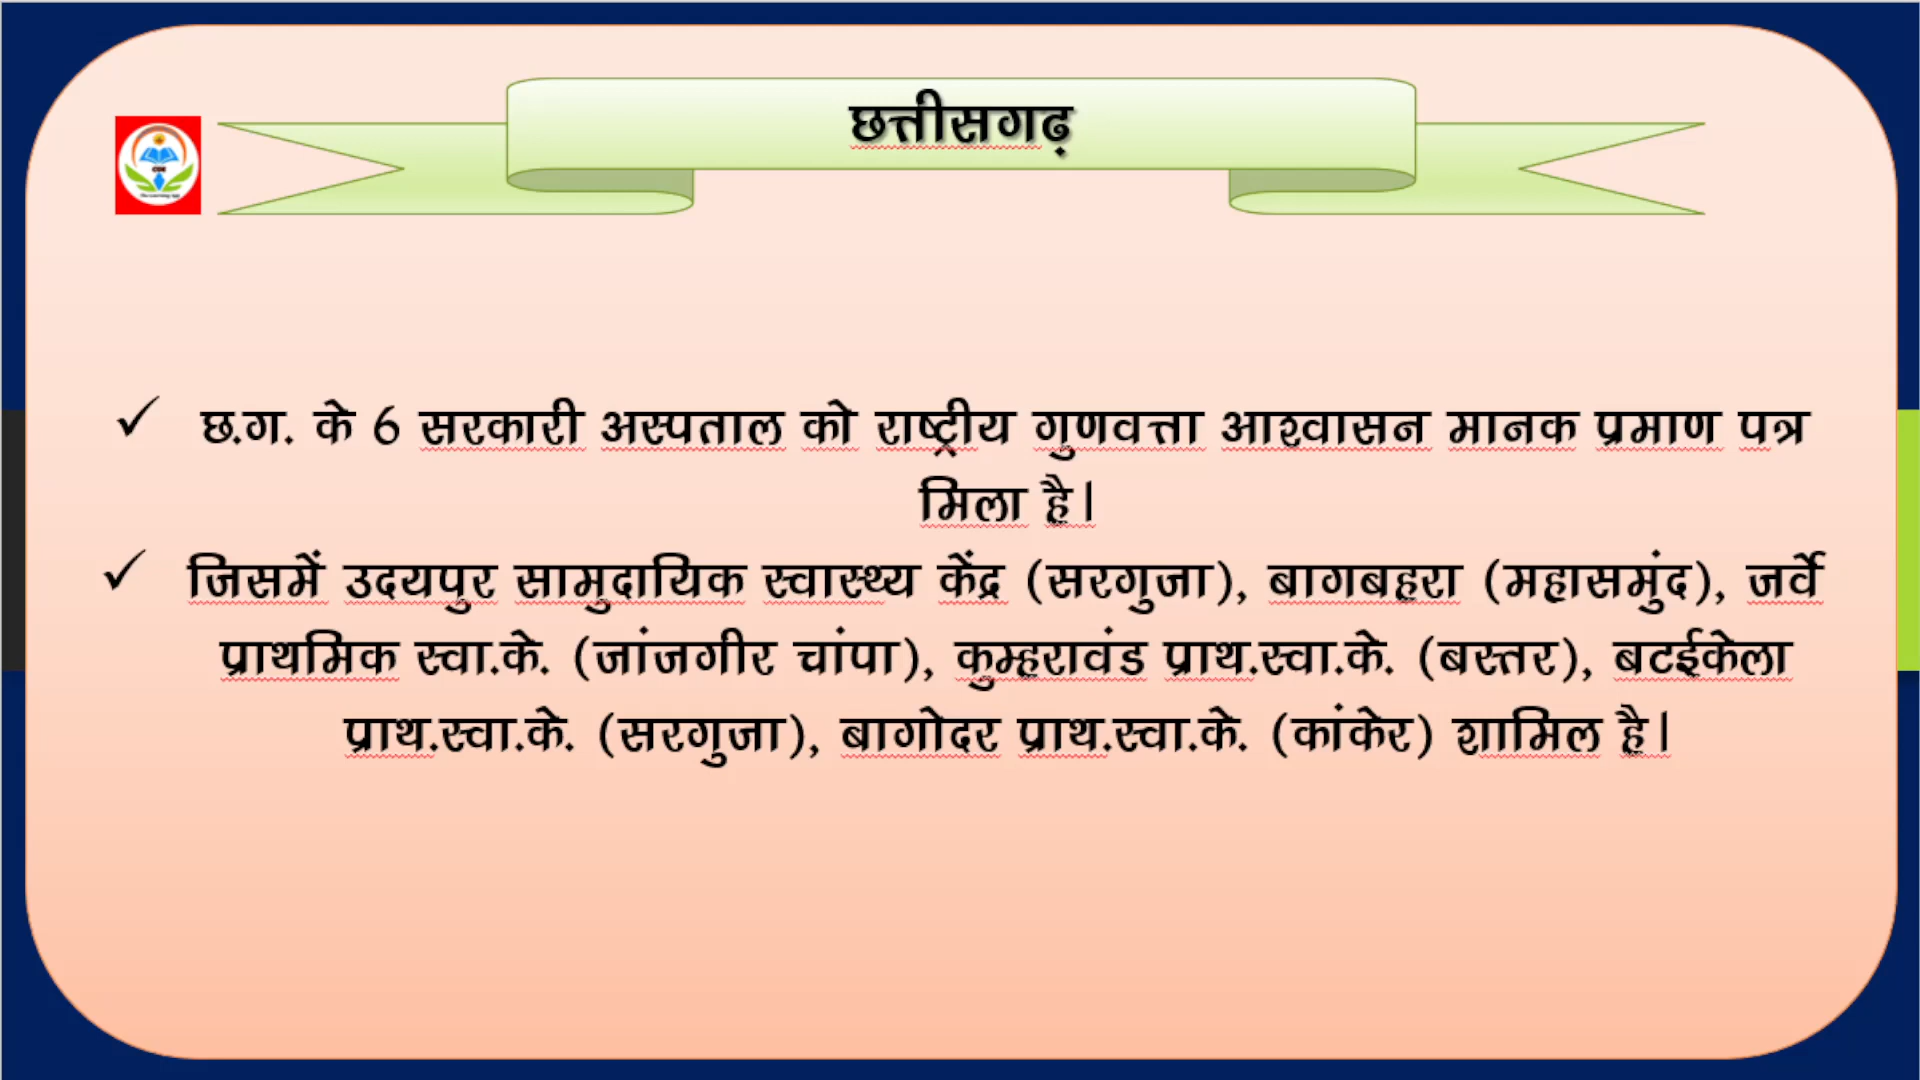 छत्तीसगढ़
✓ छ.ग. के 6 सरकारी अस्पताल को राष्ट्रीय गुणवत्ता आश्वासन मानक प्रमाण पत्र
मिला है।
✓ जिसमें उदयपुर सामुदायिक स्वास्थ्य केंद्र (सरगुजा), बागबहरा (महासमुंद), जर्वे
प्राथमिक स्वा.के. (जांजगीर चांपा), कुम्हरावंड प्राथ.स्वा.के. (बस्तर), बटईकेला
प्राथ.स्वा.के. (सरगुजा), बागोदर प्राथ.स्वा.के. (कांकेर) शामिल है।